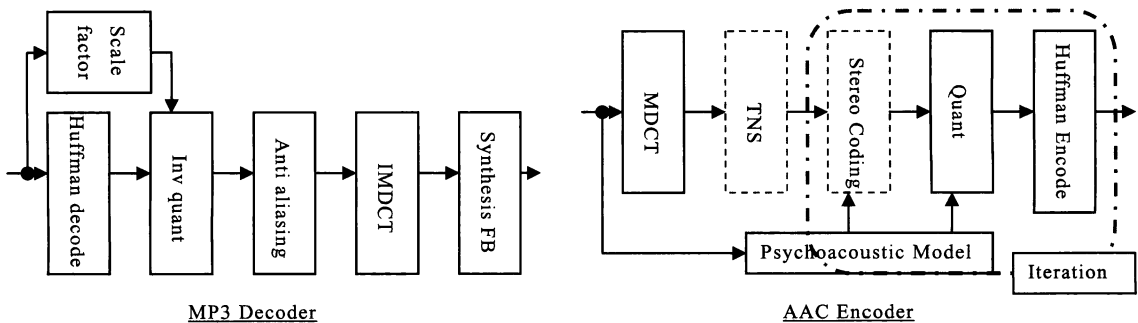 Scale
factor
Huffman decode
Inv quant
Anti aliasing
IMDCT
Synthesis FB
MP3 Decoder
MDCT
TNS
Stereo Coding
Quant
Huffman Encode
Psychoacoustic Model
Iteration
AAC Encoder